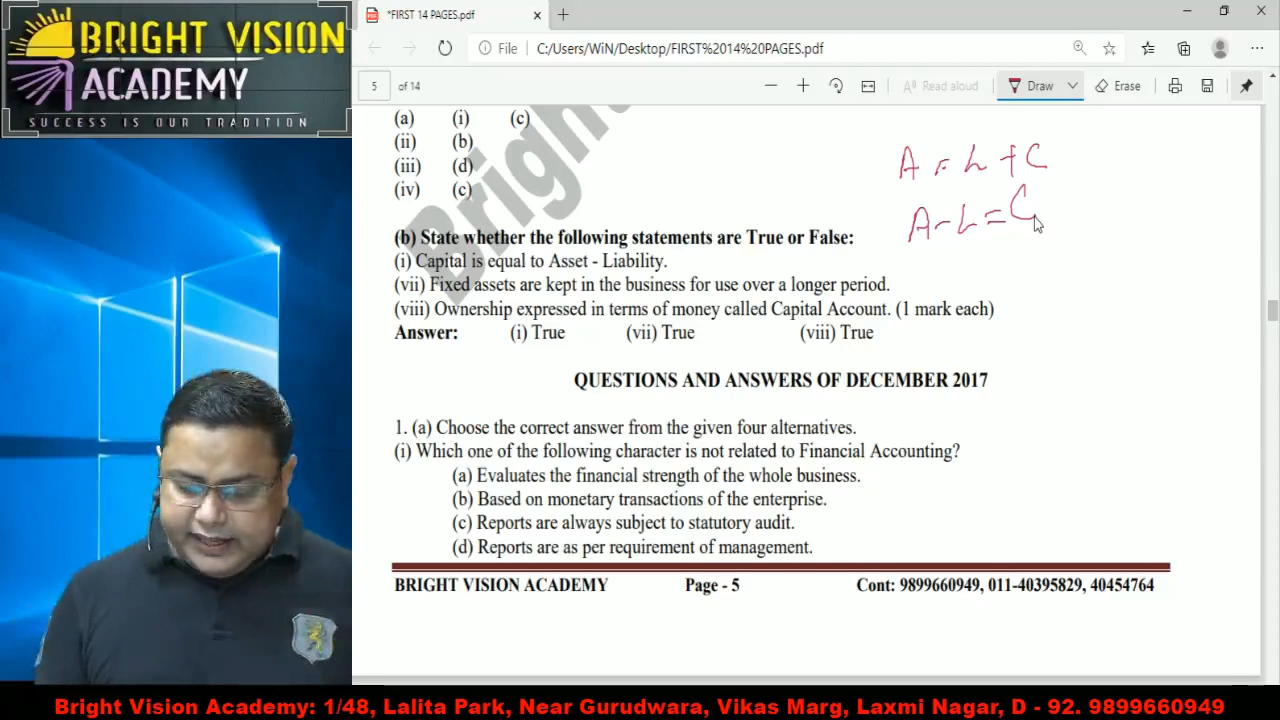 BRIGHT VISION
ACADEMY
SUCCESS IS OUR TRADITION
*FIRST 14 PAGES.pdf
File C:/Users/WiN/Desktop/FIRST%2014%20PAGES.pdf
5 of 14 Read aloud Draw Erase
Bright
(a) (i) (c)
(ii) (b)
(iii) (d)
(iv) (c)
A = L + C
A - L = C
(b) State whether the following statements are True or False:
(i) Capital is equal to Asset - Liability.
(vii) Fixed assets are kept in the business for use over a longer period.
(viii) Ownership expressed in terms of money called Capital Account. (1 mark each)
Answer: (i) True (vii) True (viii) True
QUESTIONS AND ANSWERS OF DECEMBER 2017
1. (a) Choose the correct answer from the given four alternatives.
(i) Which one of the following character is not related to Financial Accounting?
(a) Evaluates the financial strength of the whole business.
(b) Based on monetary transactions of the enterprise.
(c) Reports are always subject to statutory audit.
(d) Reports are as per requirement of management.
BRIGHT VISION ACADEMY Page - 5 Cont: 9899660949, 011-40395829, 40454764
Bright Vision Academy: 1/48, Lalita Park, Near Gurudwara, Vikas Marg, Laxmi Nagar, D - 92. 9899660949